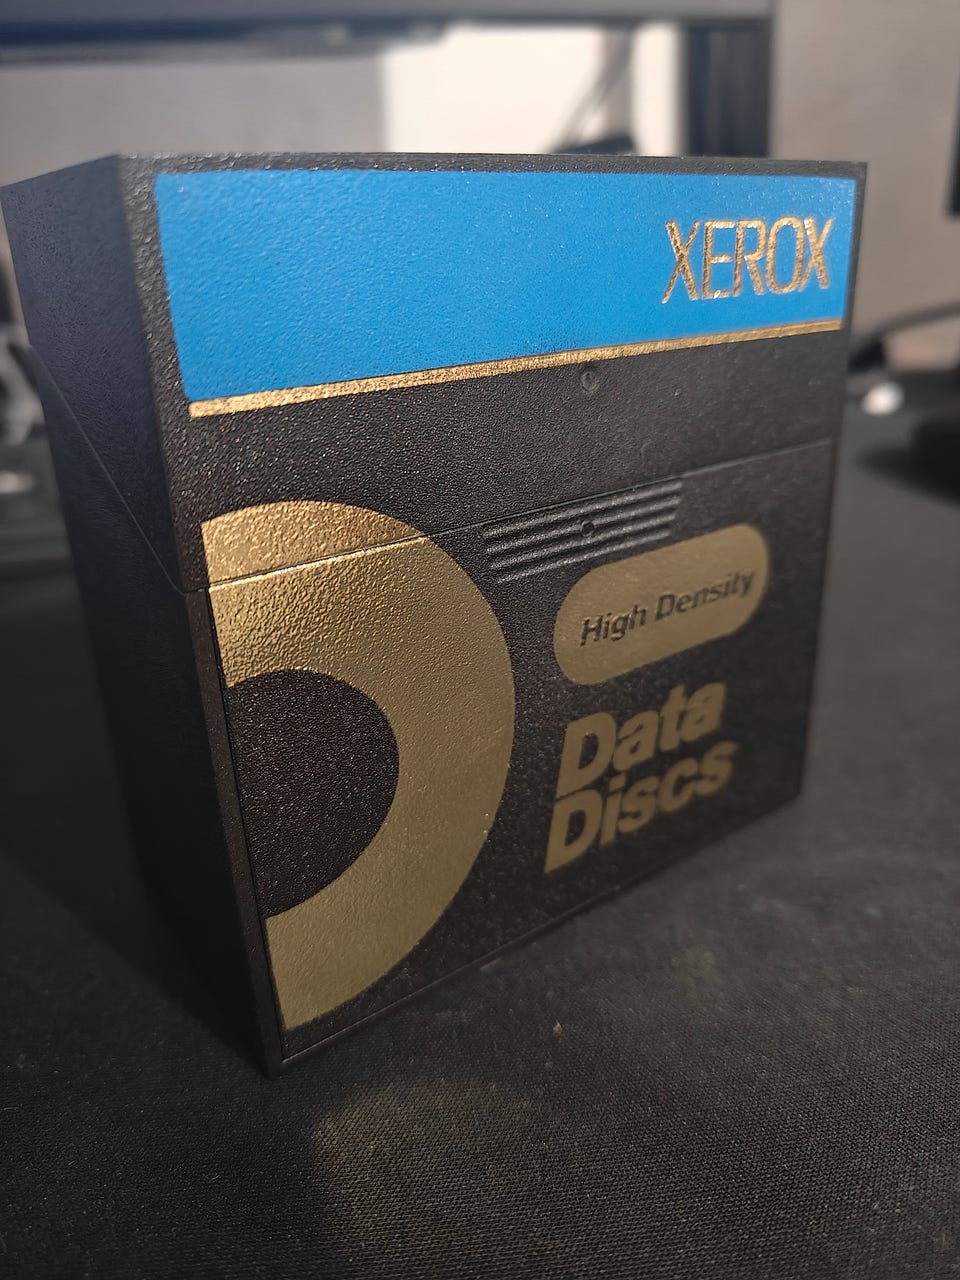 XEROX
High Density
Data
Discs